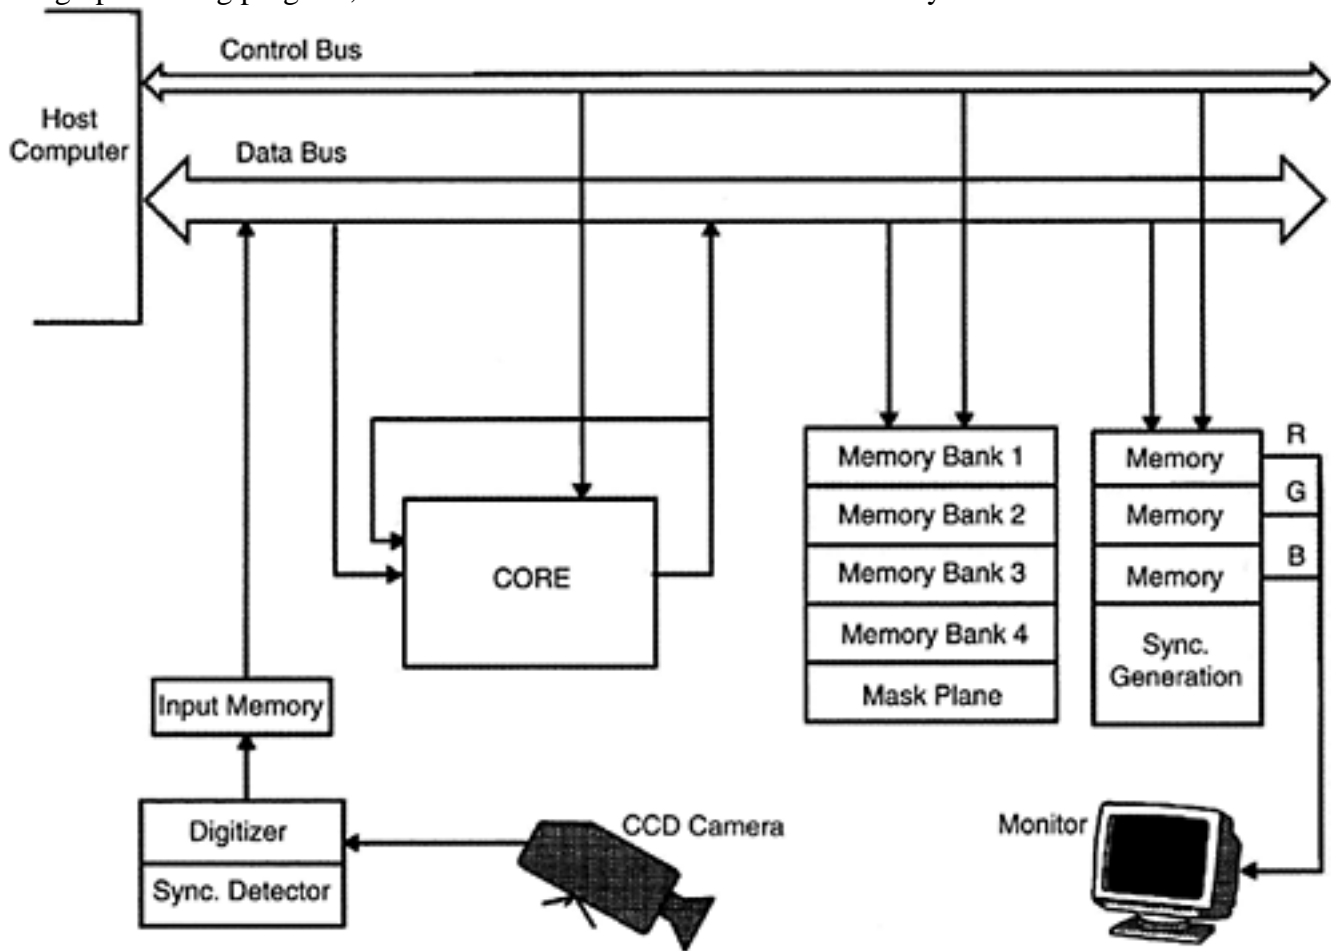 Control Bus
Host
Computer
Data Bus
R
Memory Bank 1
Memory
G
Memory Bank 2
Memory
B
CORE
Memory Bank 3
Memory
Memory Bank 4
Sync.
Generation
Mask Plane
Input Memory
Digitizer
CCD Camera
Monitor
Sync. Detector